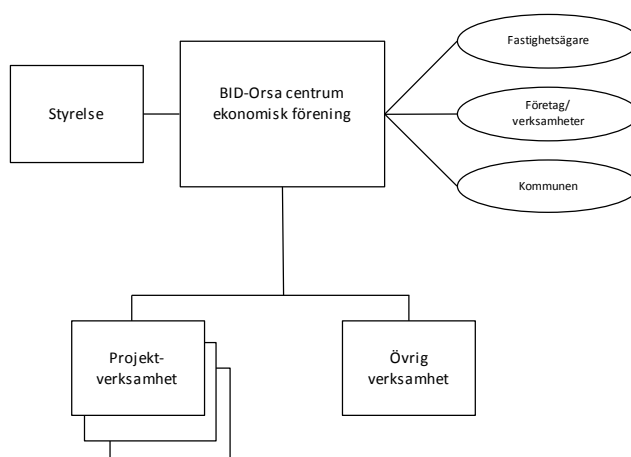 Styrelse
BID-Orsa centrum
ekonomisk förening
Fastighetsägare
Företag/
verksamheter
Kommunen
Projekt-
verksamhet
Övrig
verksamhet